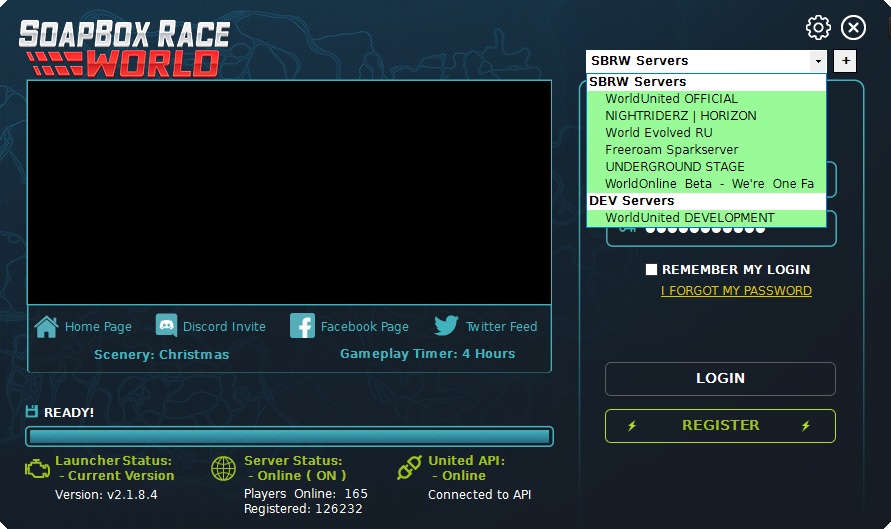 SOAPBOX RACE
WORLD
SBRW Servers
+
SBRW Servers
WorldUnited OFFICIAL
NIGHTRIDERZ | HORIZON
World Evolved RU
Freeroam Sparkserver
UNDERGROUND STAGE
WorldOnline Beta - We're One Fa
DEV Servers
WorldUnited DEVELOPMENT
REMEMBER MY LOGIN
I FORGOT MY PASSWORD
Home Page
Discord Invite
Facebook Page
Twitter Feed
Scenery: Christmas
Gameplay Timer: 4 Hours
LOGIN
READY!
REGISTER
Launcher Status:
- Current Version
Version: v2.1.8.4
Server Status:
- Online ( ON )
Players Online: 165
Registered: 126232
United API:
- Online
Connected to API